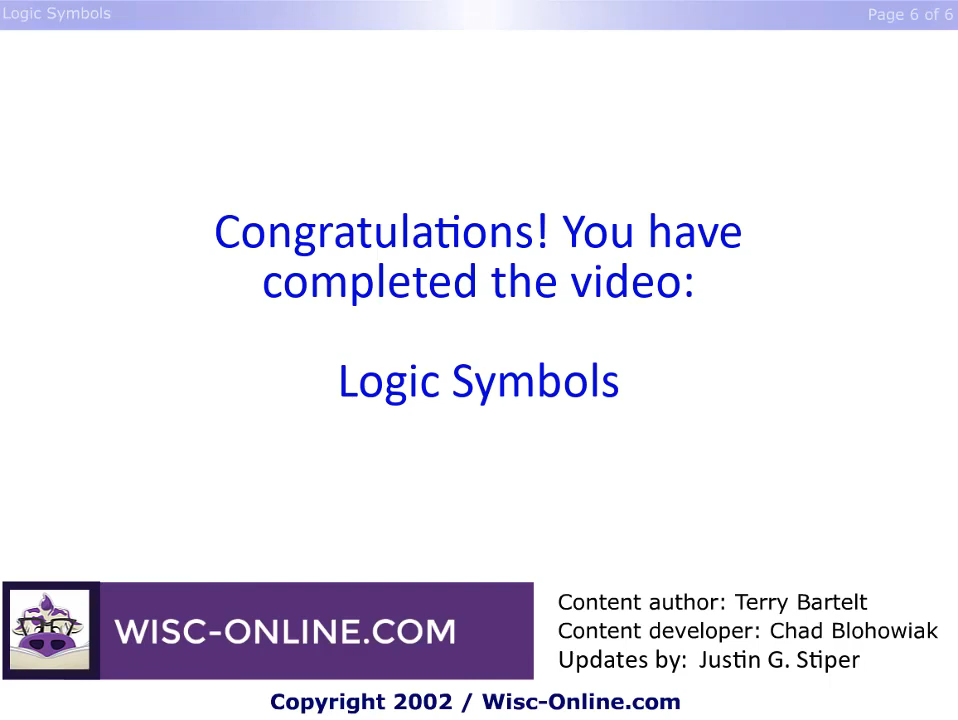 Logic Symbols
Page 6 of 6
Congratulations! You have
completed the video:
Logic Symbols
WISC-ONLINE.COM
Content author: Terry Bartelt
Content developer: Chad Blohowiak
Updates by: Justin G. Stiper
Copyright 2002 / Wisc-Online.com